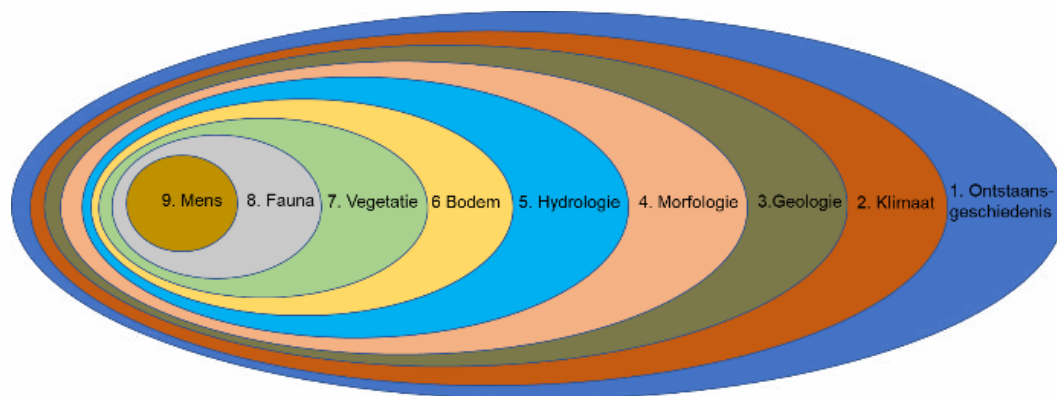 9. Mens
8. Fauna
7. Vegetatie
6 Bodem
5. Hydrologie
4. Morfologie
3.Geologie
2. Klimaat
1. Ontstaans-
geschiedenis